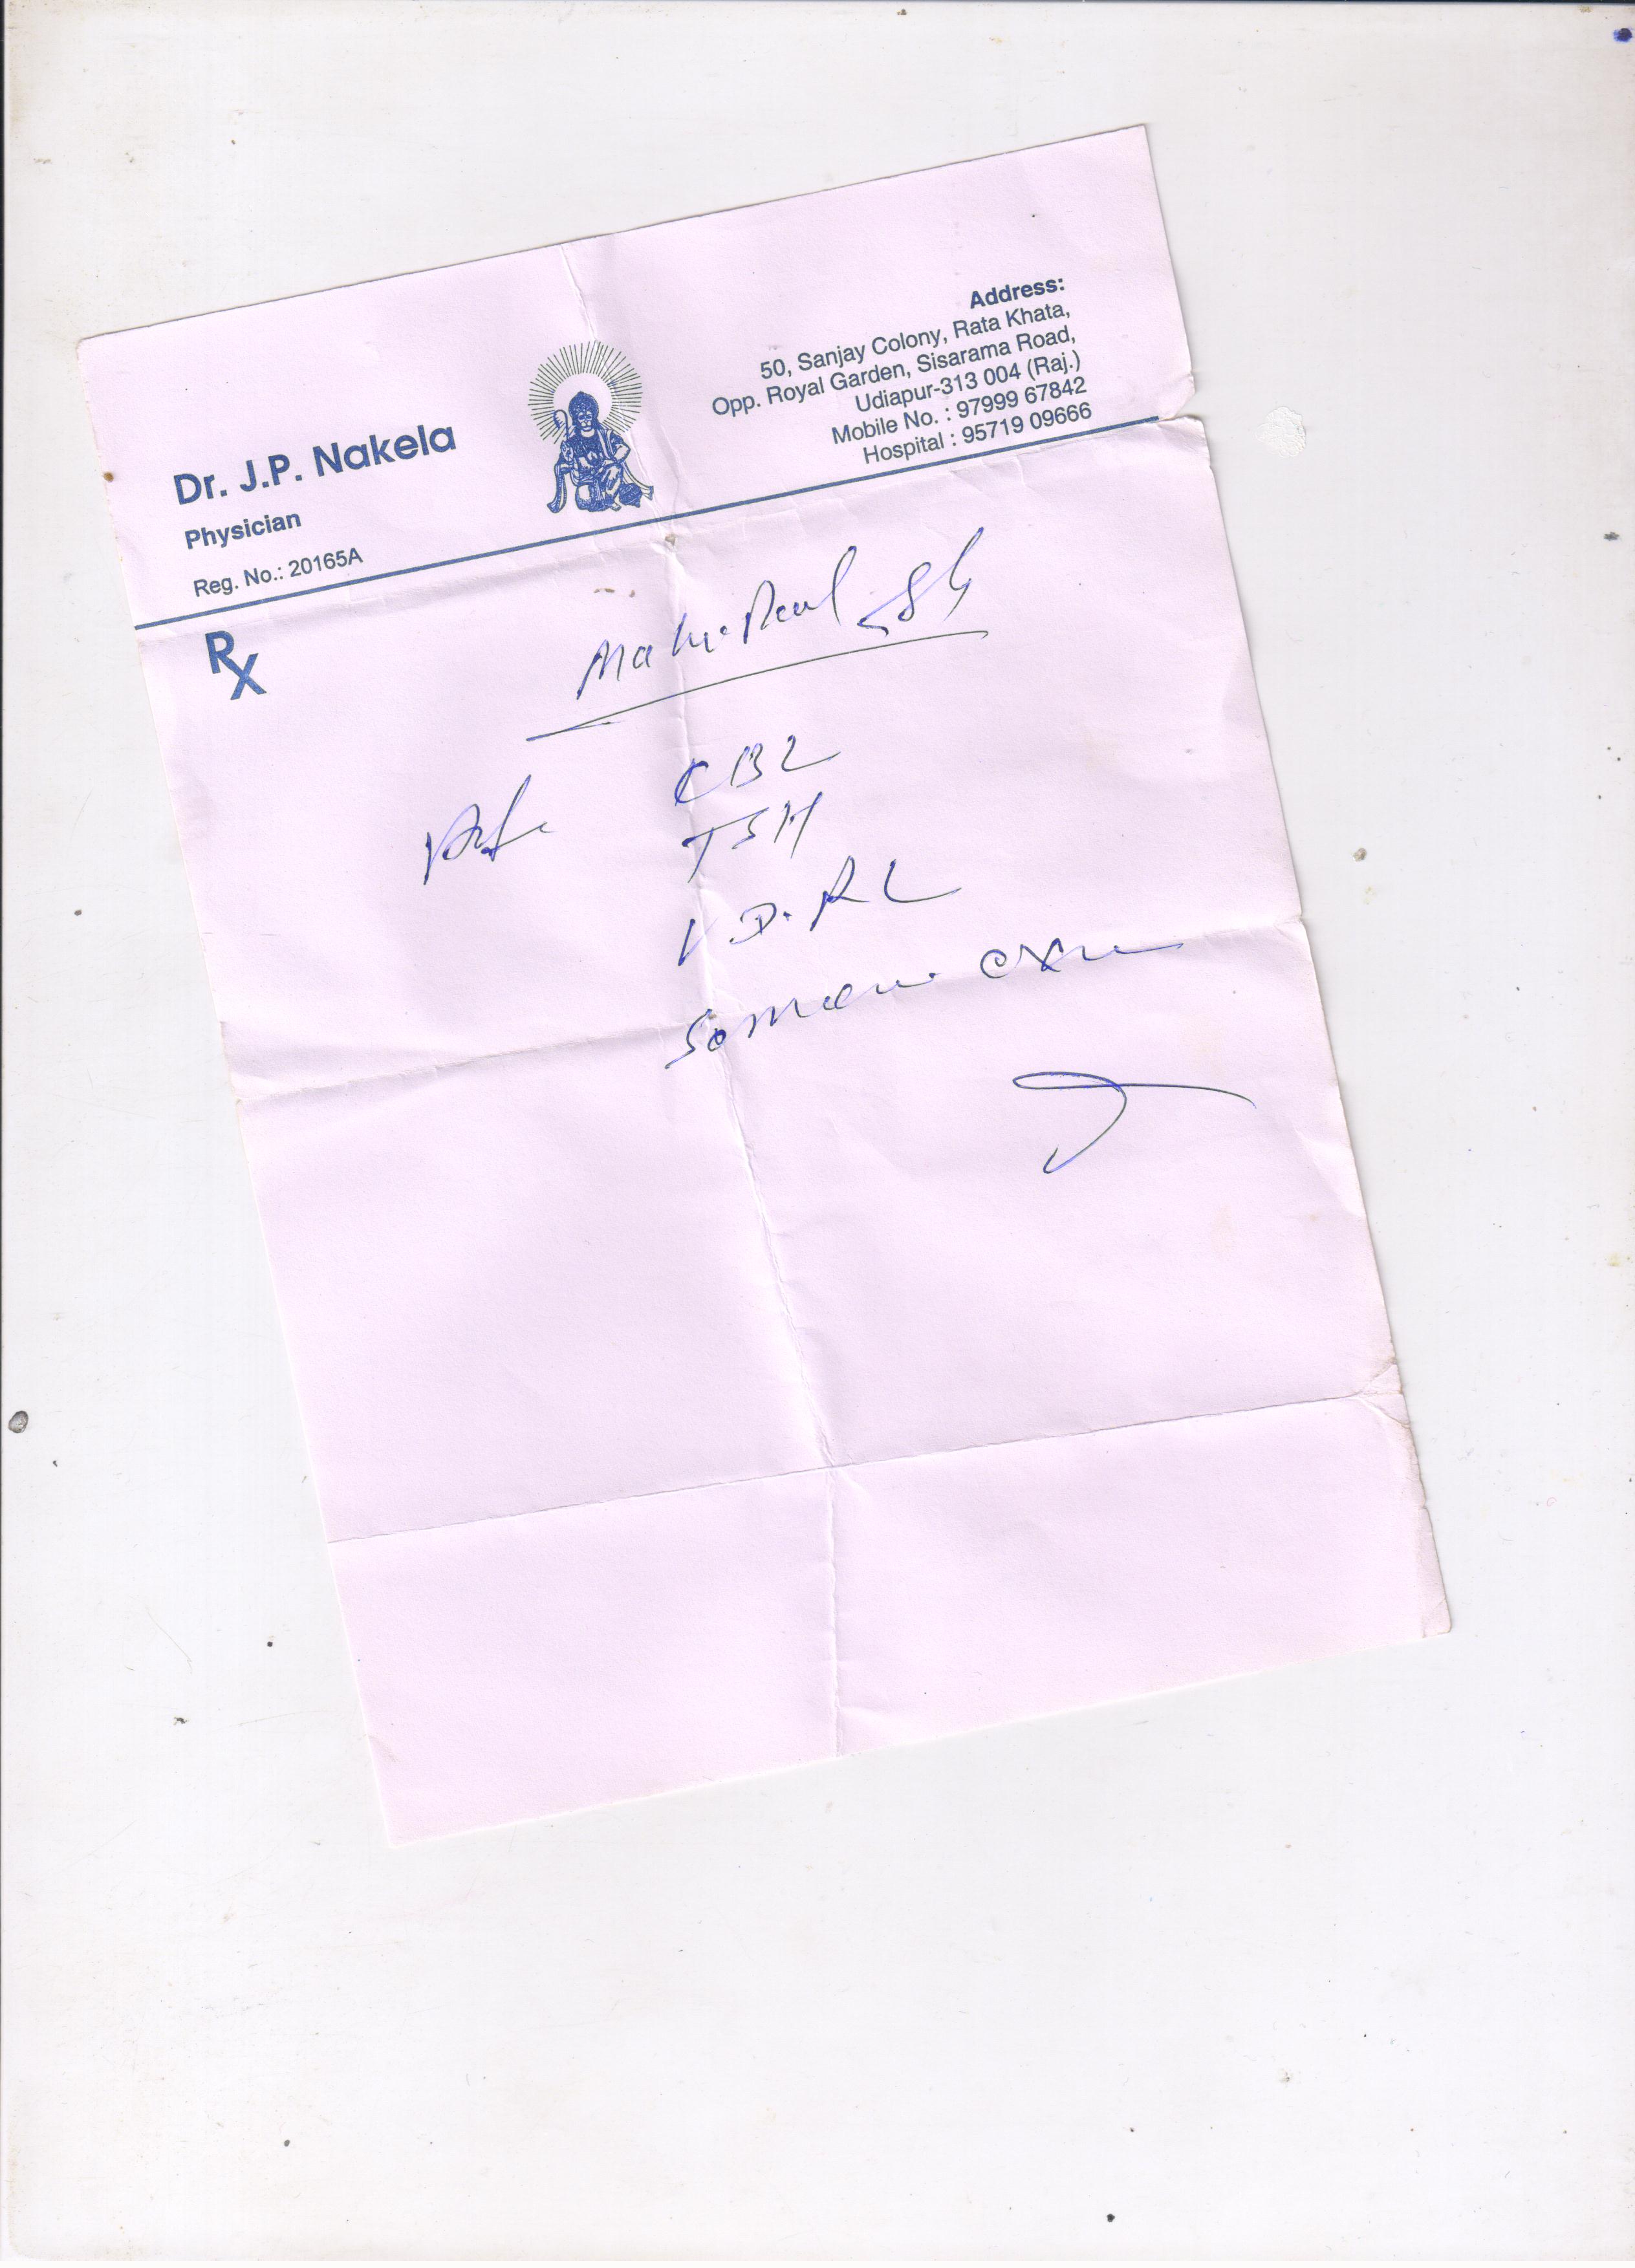 Dr. J.P. Nakela
Physician
Reg. No.: 20165A
Address:
50, Sanjay Colony, Rata Khata,
Opp. Royal Garden, Sisarama Road,
Udiapur-313 004 (Raj.)
Mobile No. : 97999 67842
Hospital : 95719 09666
Rx
CBC
TSH
V.D.R L